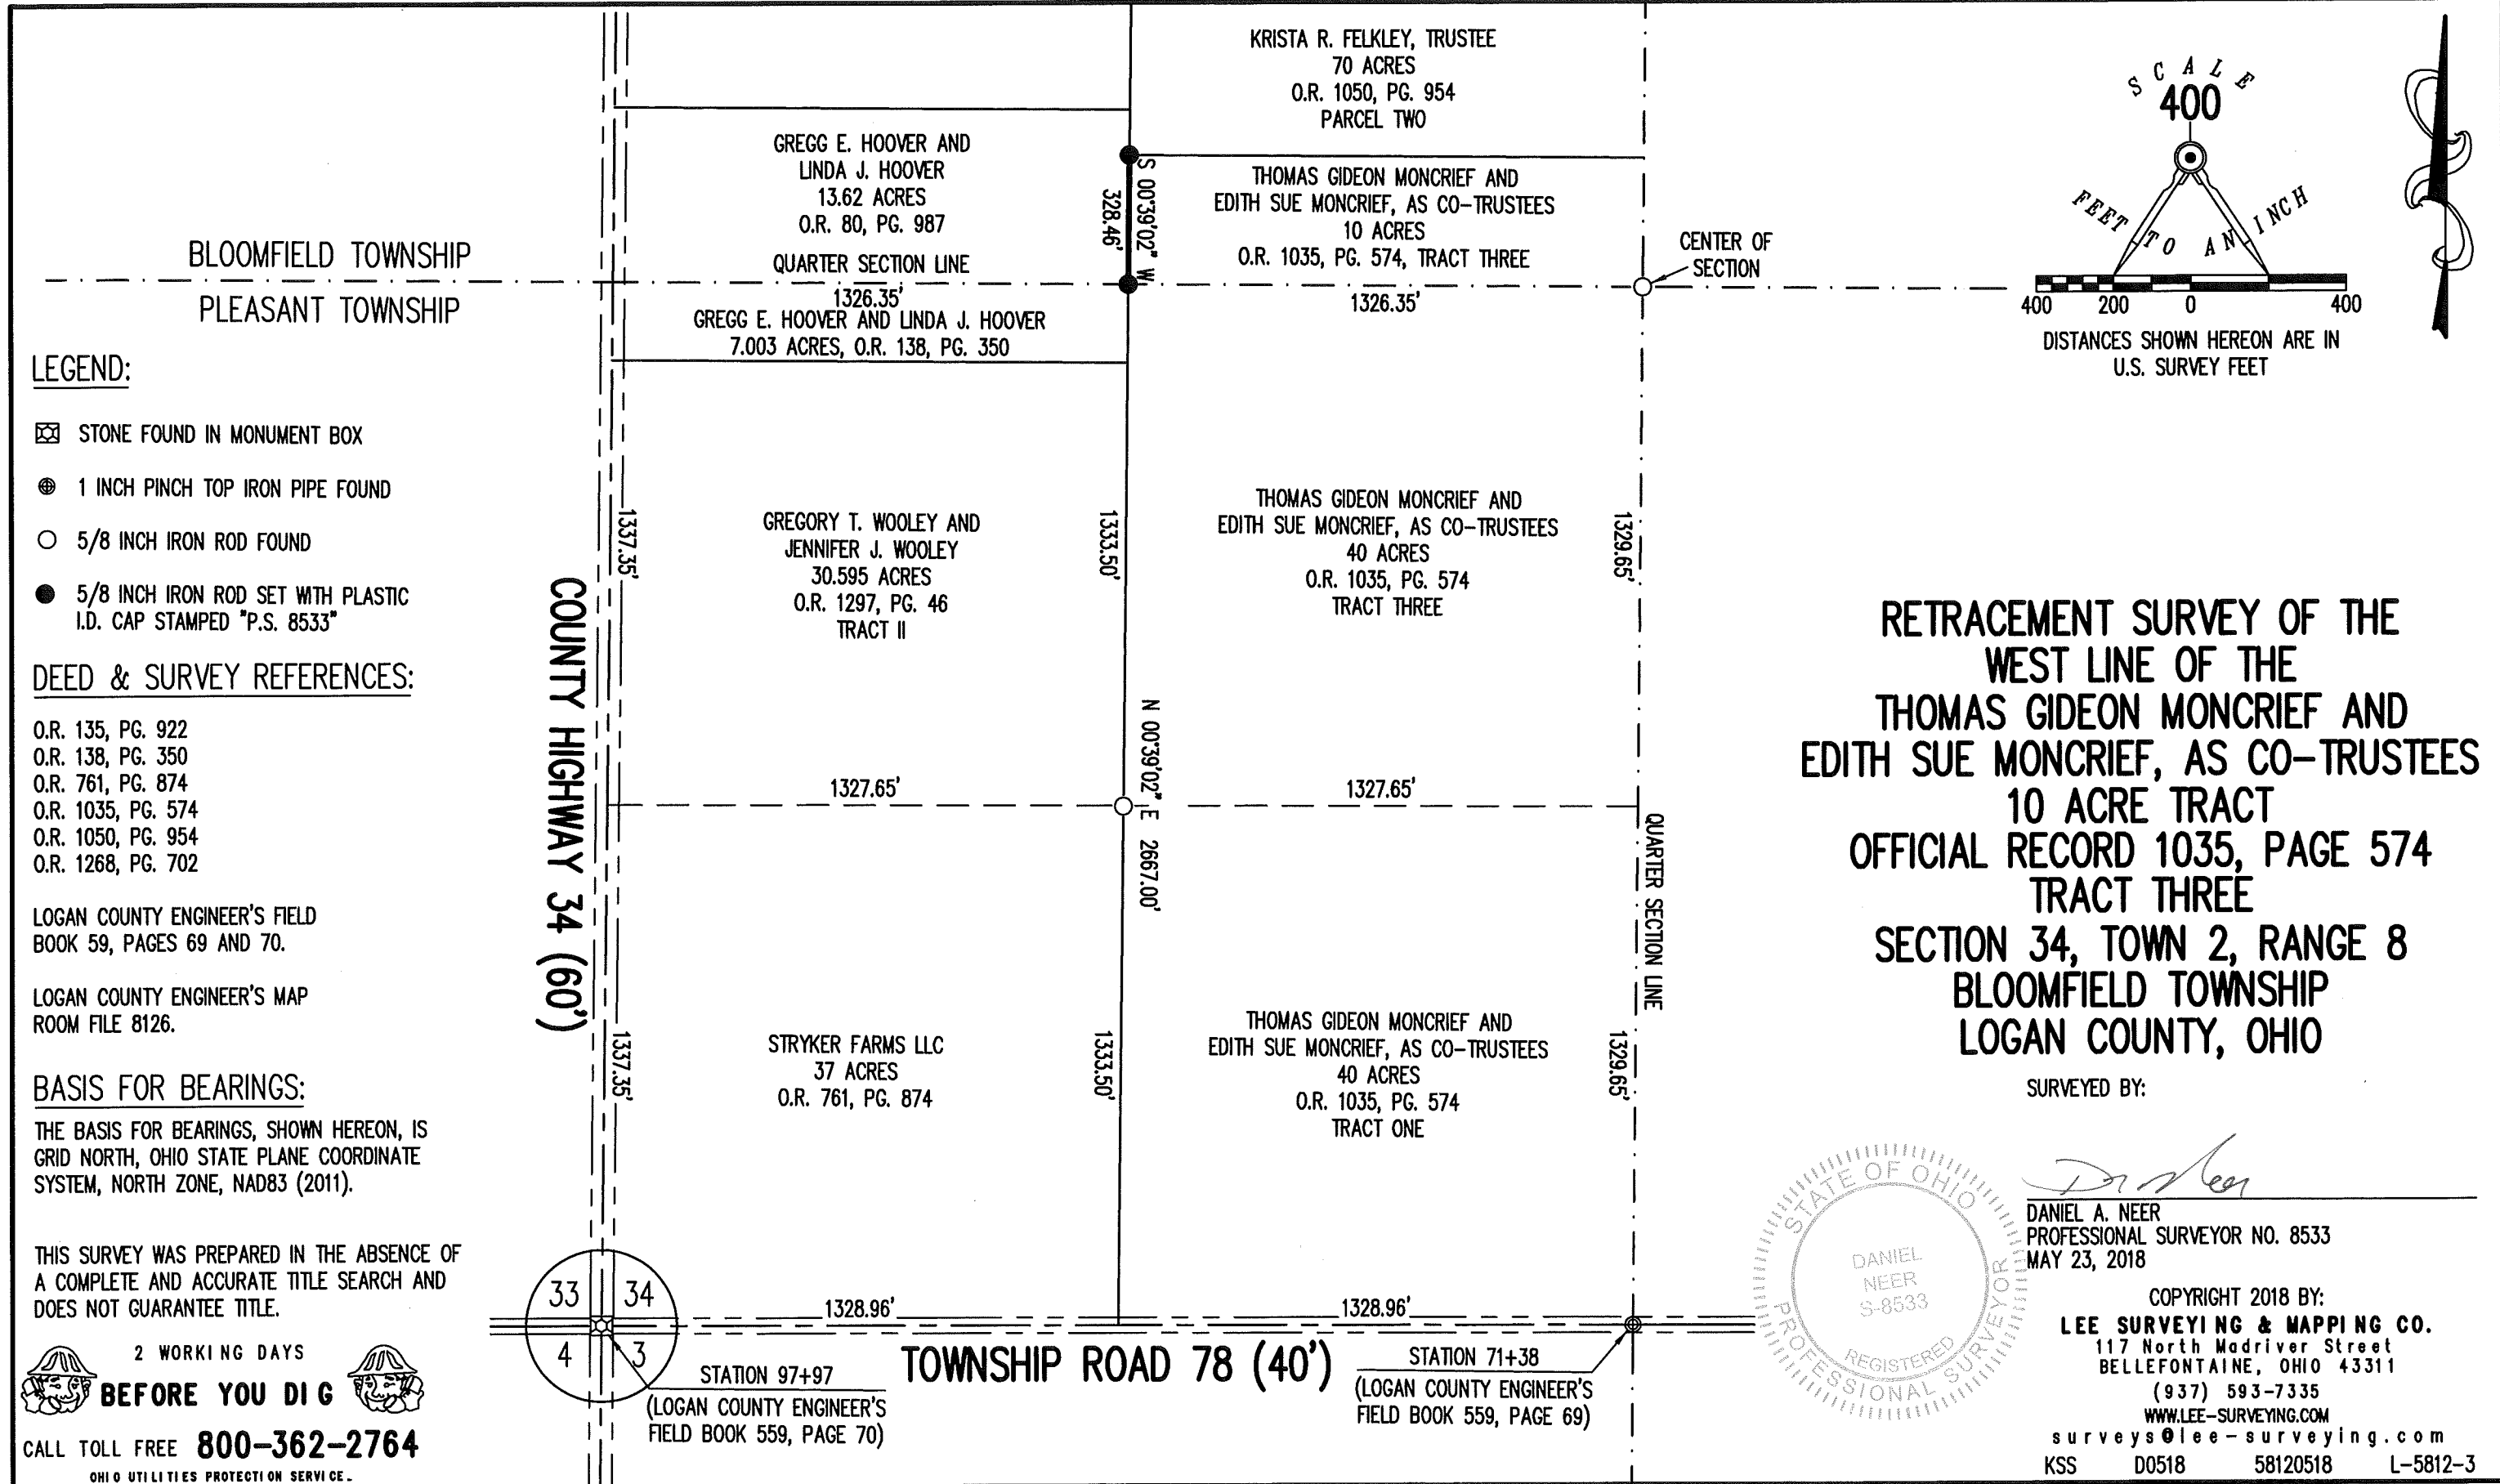 KRISTA R. FELKLEY, TRUSTEE
70 ACRES
O.R. 1050, PG. 954
PARCEL TWO
GREGG E. HOOVER AND
LINDA J. HOOVER
13.62 ACRES
O.R. 80, PG. 987
QUARTER SECTION LINE
1326.35'
S 00°39'02" W
328.46'
THOMAS GIDEON MONCRIEF AND
EDITH SUE MONCRIEF, AS CO-TRUSTEES
10 ACRES
O.R. 1035, PG. 574, TRACT THREE
1326.35'
CENTER OF
SECTION
SCALE
400
FEET TO AN INCH
400 200 0 400
DISTANCES SHOWN HEREON ARE IN
U.S. SURVEY FEET
BLOOMFIELD TOWNSHIP
PLEASANT TOWNSHIP
GREGG E. HOOVER AND LINDA J. HOOVER
7.003 ACRES, O.R. 138, PG. 350
LEGEND:
STONE FOUND IN MONUMENT BOX
1 INCH PINCH TOP IRON PIPE FOUND
5/8 INCH IRON ROD FOUND
5/8 INCH IRON ROD SET WITH PLASTIC
I.D. CAP STAMPED "P.S. 8533"
DEED & SURVEY REFERENCES:
O.R. 135, PG. 922
O.R. 138, PG. 350
O.R. 761, PG. 874
O.R. 1035, PG. 574
O.R. 1050, PG. 954
O.R. 1268, PG. 702
LOGAN COUNTY ENGINEER'S FIELD
BOOK 59, PAGES 69 AND 70.
LOGAN COUNTY ENGINEER'S MAP
ROOM FILE 8126.
BASIS FOR BEARINGS:
THE BASIS FOR BEARINGS, SHOWN HEREON, IS
GRID NORTH, OHIO STATE PLANE COORDINATE
SYSTEM, NORTH ZONE, NAD83 (2011).
THIS SURVEY WAS PREPARED IN THE ABSENCE OF
A COMPLETE AND ACCURATE TITLE SEARCH AND
DOES NOT GUARANTEE TITLE.
2 WORKING DAYS
BEFORE YOU DIG
CALL TOLL FREE 800-362-2764
OHIO UTILITIES PROTECTION SERVICE.
COUNTY HIGHWAY 34 (60')
1337.35'
GREGORY T. WOOLEY AND
JENNIFER J. WOOLEY
30.595 ACRES
O.R. 1297, PG. 46
TRACT II
1333.50'
THOMAS GIDEON MONCRIEF AND
EDITH SUE MONCRIEF, AS CO-TRUSTEES
40 ACRES
O.R. 1035, PG. 574
TRACT THREE
1329.65'
1327.65'
N 00°39'02" E 2667.00'
1327.65'
QUARTER SECTION LINE
1337.35'
STRYKER FARMS LLC
37 ACRES
O.R. 761, PG. 874
1333.50'
THOMAS GIDEON MONCRIEF AND
EDITH SUE MONCRIEF, AS CO-TRUSTEES
40 ACRES
O.R. 1035, PG. 574
TRACT ONE
1329.65'
33 34
4 3
1328.96'
1328.96'
STATION 97+97
(LOGAN COUNTY ENGINEER'S
FIELD BOOK 559, PAGE 70)
TOWNSHIP ROAD 78 (40')
STATION 71+38
(LOGAN COUNTY ENGINEER'S
FIELD BOOK 559, PAGE 69)
RETRACEMENT SURVEY OF THE
WEST LINE OF THE
THOMAS GIDEON MONCRIEF AND
EDITH SUE MONCRIEF, AS CO-TRUSTEES
10 ACRE TRACT
OFFICIAL RECORD 1035, PAGE 574
TRACT THREE
SECTION 34, TOWN 2, RANGE 8
BLOOMFIELD TOWNSHIP
LOGAN COUNTY, OHIO
SURVEYED BY:
STATE OF OHIO
DANIEL
NEER
S-8533
REGISTERED
PROFESSIONAL SURVEYOR
DANIEL A. NEER
PROFESSIONAL SURVEYOR NO. 8533
MAY 23, 2018
COPYRIGHT 2018 BY:
LEE SURVEYING & MAPPING CO.
117 North Madriver Street
BELLEFONTAINE, OHIO 43311
(937) 593-7335
WWW.LEE-SURVEYING.COM
surveys@lee-surveying.com
KSS D0518 58120518 L-5812-3